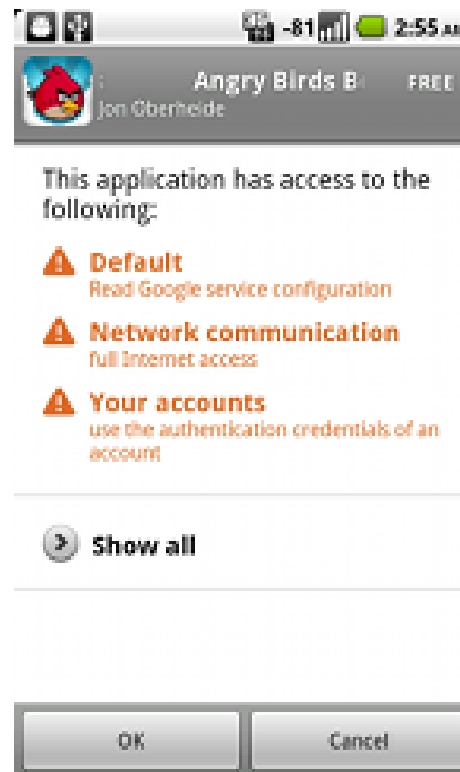 -81 2:55 AM
Angry Birds B FREE
Jon Oberheide
This application has access to the
following:
Default
Read Google service configuration
Network communication
full Internet access
Your accounts
use the authentication credentials of an
account
Show all
OK
Cancel